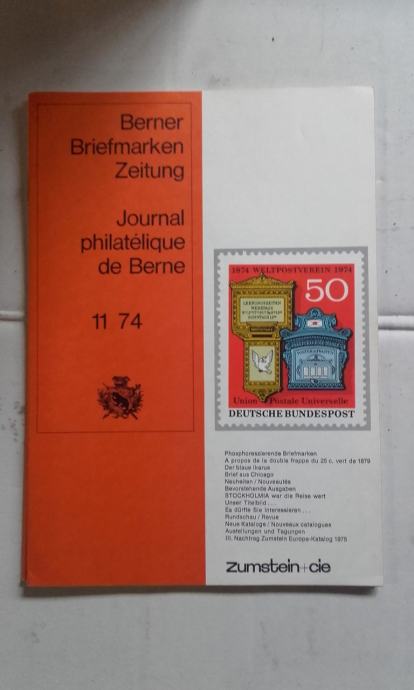 Berner
Briefmarken
Zeitung
Journal
philatélique
de Berne
11 74
1874 WELTPOSTVEREIN 1974
50
Union Postale Universelle
DEUTSCHE BUNDESPOST
Phosphoreszierende Briefmarken
A propos de la double frappe du 25 c. vert de 1879
Der blaue Ikarus
Brief aus Chicago
Neuheiten / Nouveautés
Bevorstehende Ausgaben
STOCKHOLMIA war die Reise wert
Unser Titelbild ...
Es dürfte Sie interessieren ...
Rundschau / Revue
Neue Kataloge / Nouveaux catalogues
Austellungen und Tagungen
III. Nachtrag Zumstein Europa-Katalog 1975
zumstein+cie